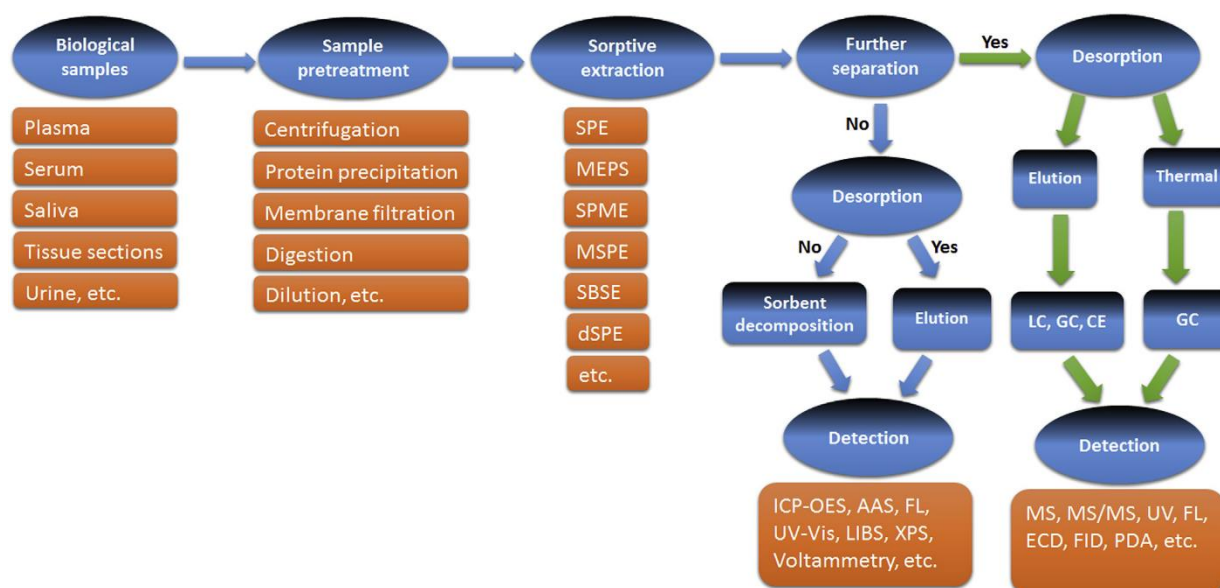 Biological
samples
Sample
pretreatment
Sorptive
extraction
Further
separation
Yes
Desorption
Plasma
Serum
Saliva
Tissue sections
Urine, etc.
Centrifugation
Protein precipitation
Membrane filtration
Digestion
Dilution, etc.
SPE
MEPS
SPME
MSPE
SBSE
dSPE
etc.
No
Desorption
No
Yes
Sorbent
decomposition
Elution
Detection
ICP-OES, AAS, FL,
UV-Vis, LIBS, XPS,
Voltammetry, etc.
Elution
Thermal
LC, GC, CE
GC
Detection
MS, MS/MS, UV, FL,
ECD, FID, PDA, etc.